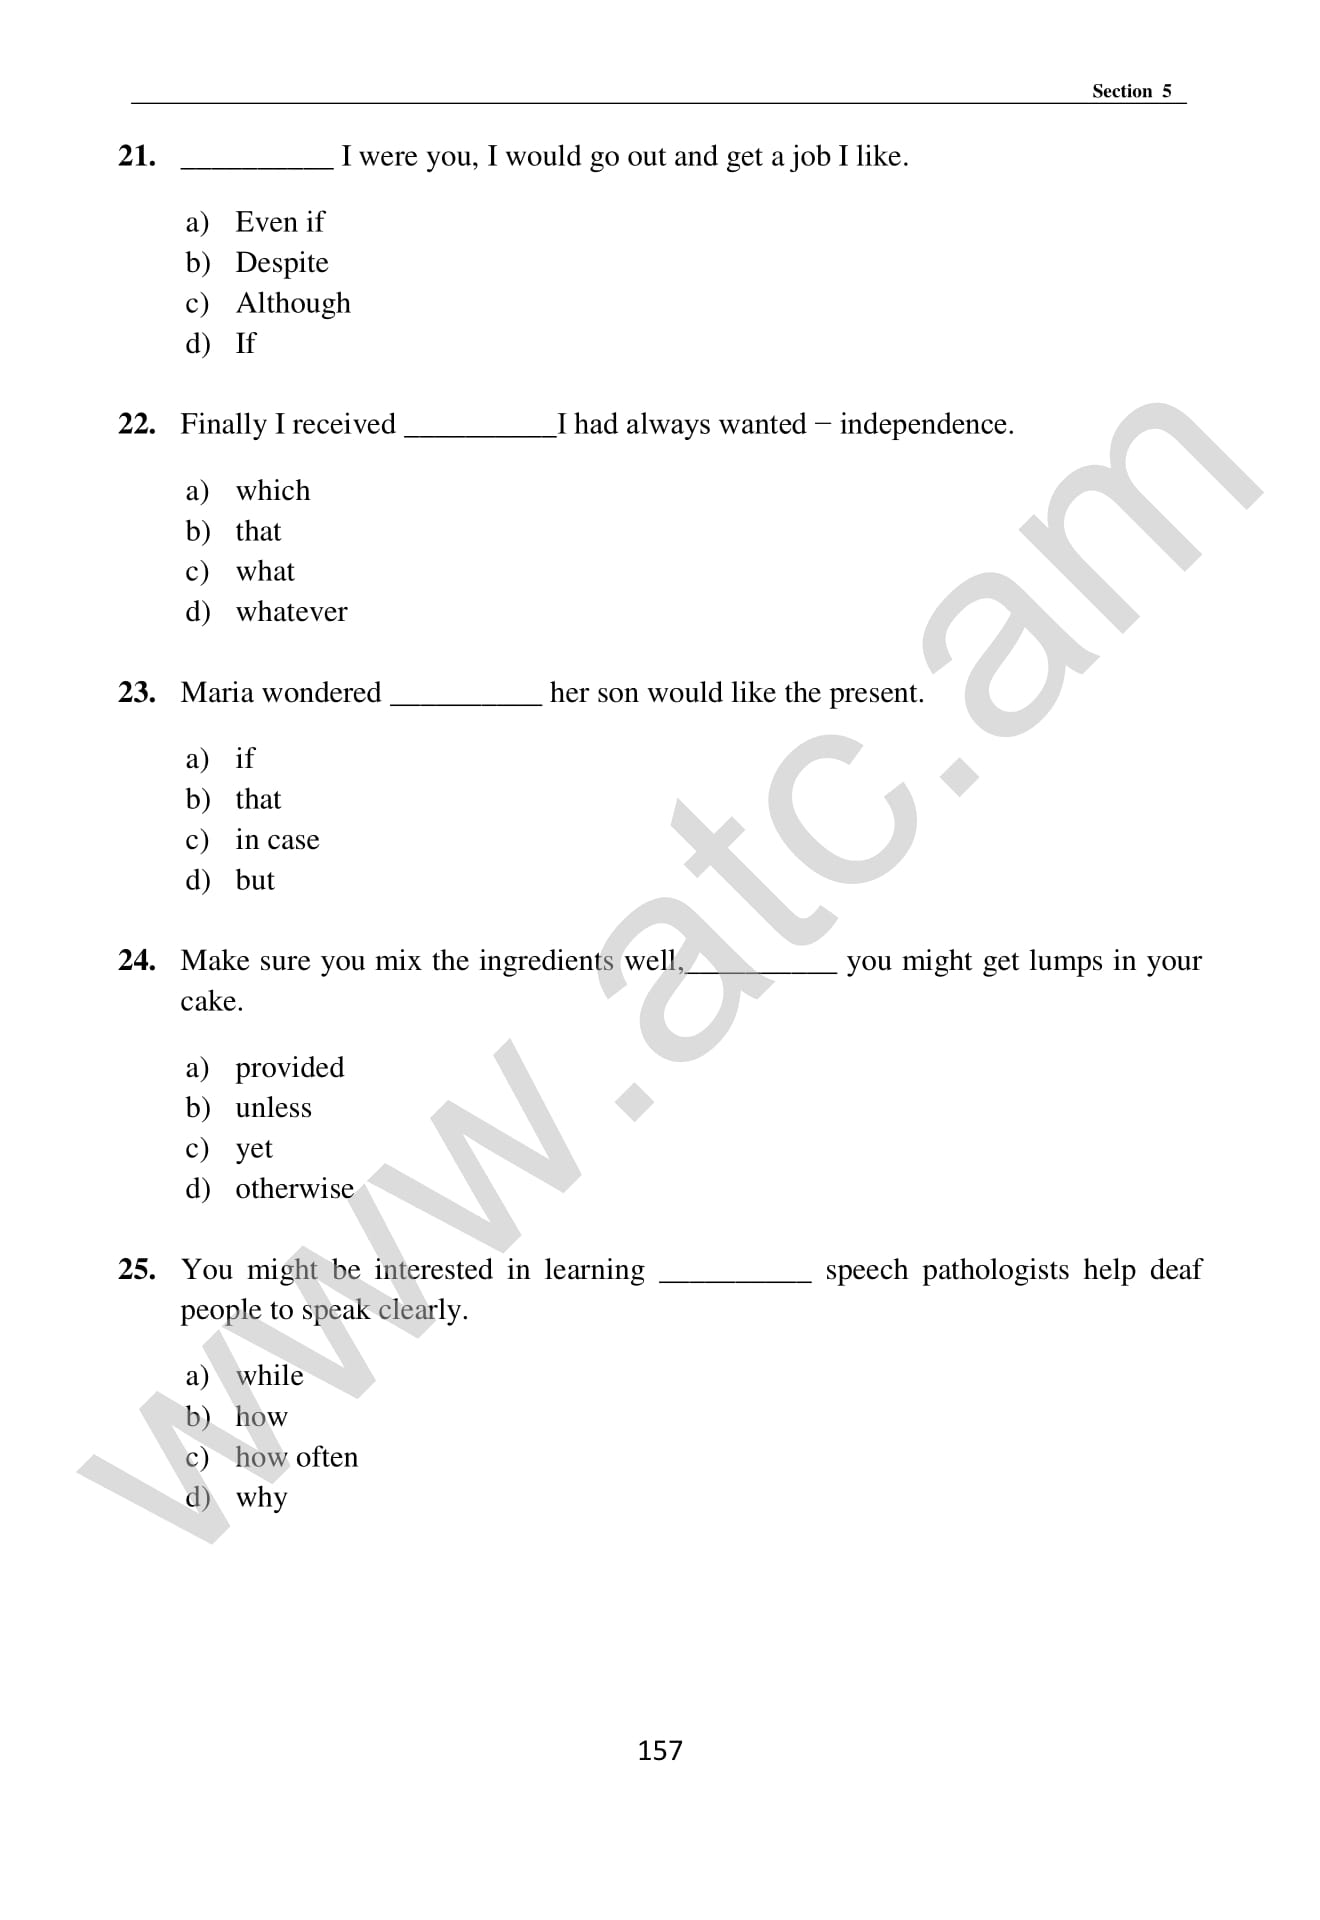 Section 5
21. __________ I were you, I would go out and get a job I like.
a) Even if
b) Despite
c) Although
d) If
22. Finally I received __________I had always wanted – independence.
a) which
b) that
c) what
d) whatever
23. Maria wondered __________ her son would like the present.
a) if
b) that
c) in case
d) but
24. Make sure you mix the ingredients well,__________ you might get lumps in your
cake.
a) provided
b) unless
c) yet
d) otherwise
25. You might be interested in learning __________ speech pathologists help deaf
people to speak clearly.
a) while
b) how
c) how often
d) why
www.atc.am
157